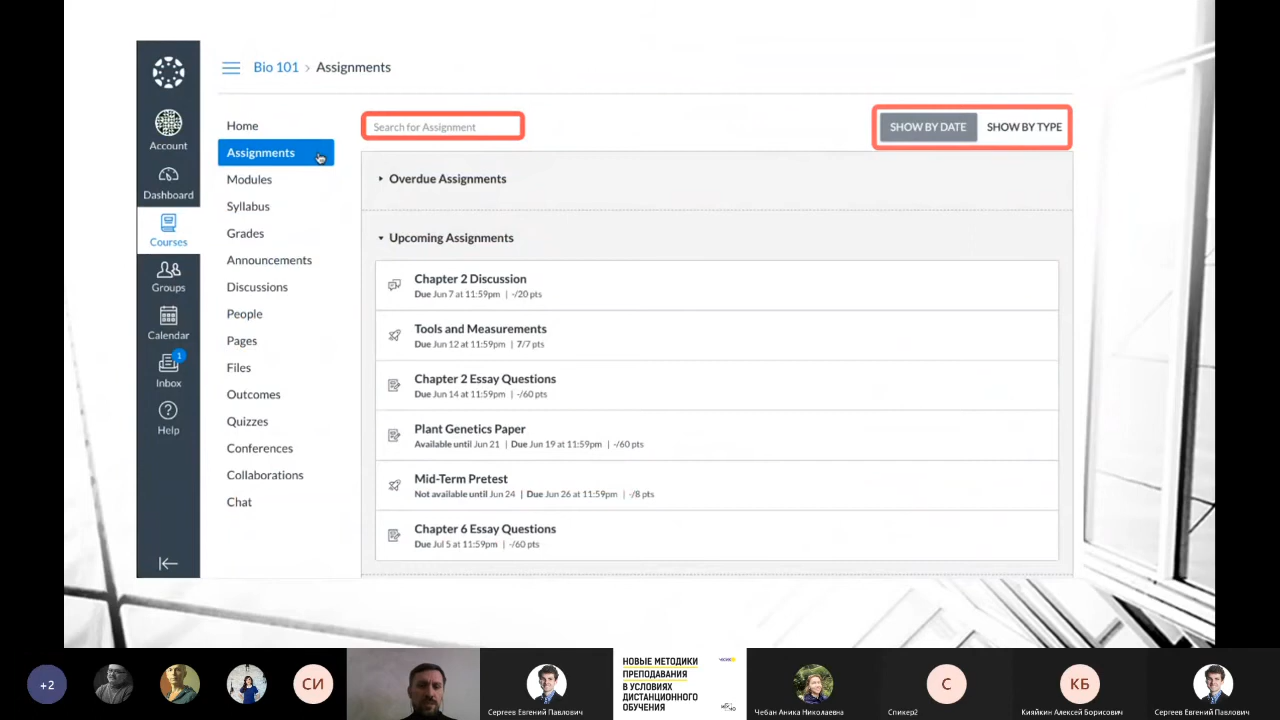 Bio 101 › Assignments
Account
Dashboard
Courses
Groups
Calendar
1
Inbox
Help
Home
Assignments
Modules
Syllabus
Grades
Announcements
Discussions
People
Pages
Files
Outcomes
Quizzes
Conferences
Collaborations
Chat
Search for Assignment
SHOW BY DATE
SHOW BY TYPE
Overdue Assignments
Upcoming Assignments
Chapter 2 Discussion
Due Jun 7 at 11:59pm | -/20 pts
Tools and Measurements
Due Jun 12 at 11:59pm | 7/7 pts
Chapter 2 Essay Questions
Due Jun 14 at 11:59pm | -/60 pts
Plant Genetics Paper
Available until Jun 21 | Due Jun 19 at 11:59pm | -/60 pts
Mid-Term Pretest
Not available until Jun 24 | Due Jun 26 at 11:59pm | -/8 pts
Chapter 6 Essay Questions
Due Jul 5 at 11:59pm | -/60 pts
+2
СИ
Сергеев Евгений Павлович
НОВЫЕ МЕТОДИКИ
ПРЕПОДАВАНИЯ
В УСЛОВИЯХ
ДИСТАНЦИОННОГО
ОБУЧЕНИЯ
Чебан Аника Николаевна
С
Спикер2
КБ
Кияйкин Алексей Борисович
Сергеев Евгений Павлович